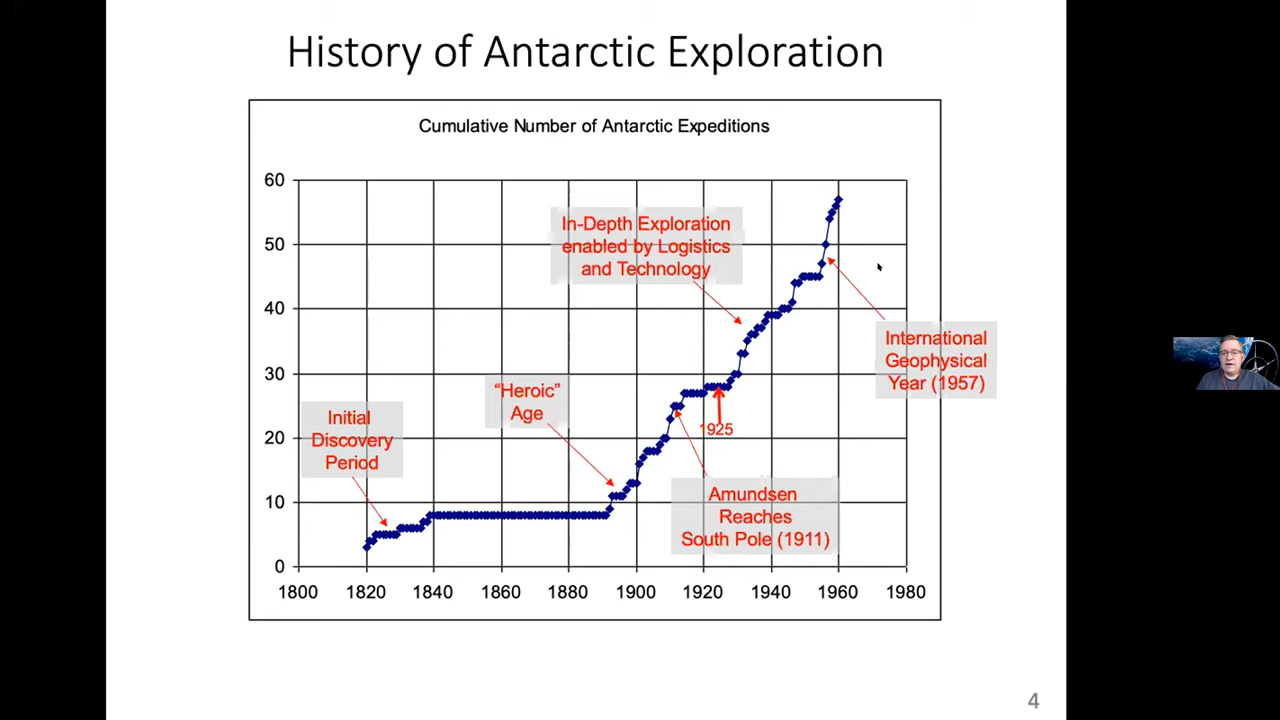 History of Antarctic Exploration
Cumulative Number of Antarctic Expeditions
60
50
40
30
20
10
0
1800 1820 1840 1860 1880 1900 1920 1940 1960 1980
Initial
Discovery
Period
“Heroic”
Age
In-Depth Exploration
enabled by Logistics
and Technology
1925
Amundsen
Reaches
South Pole (1911)
International
Geophysical
Year (1957)
4